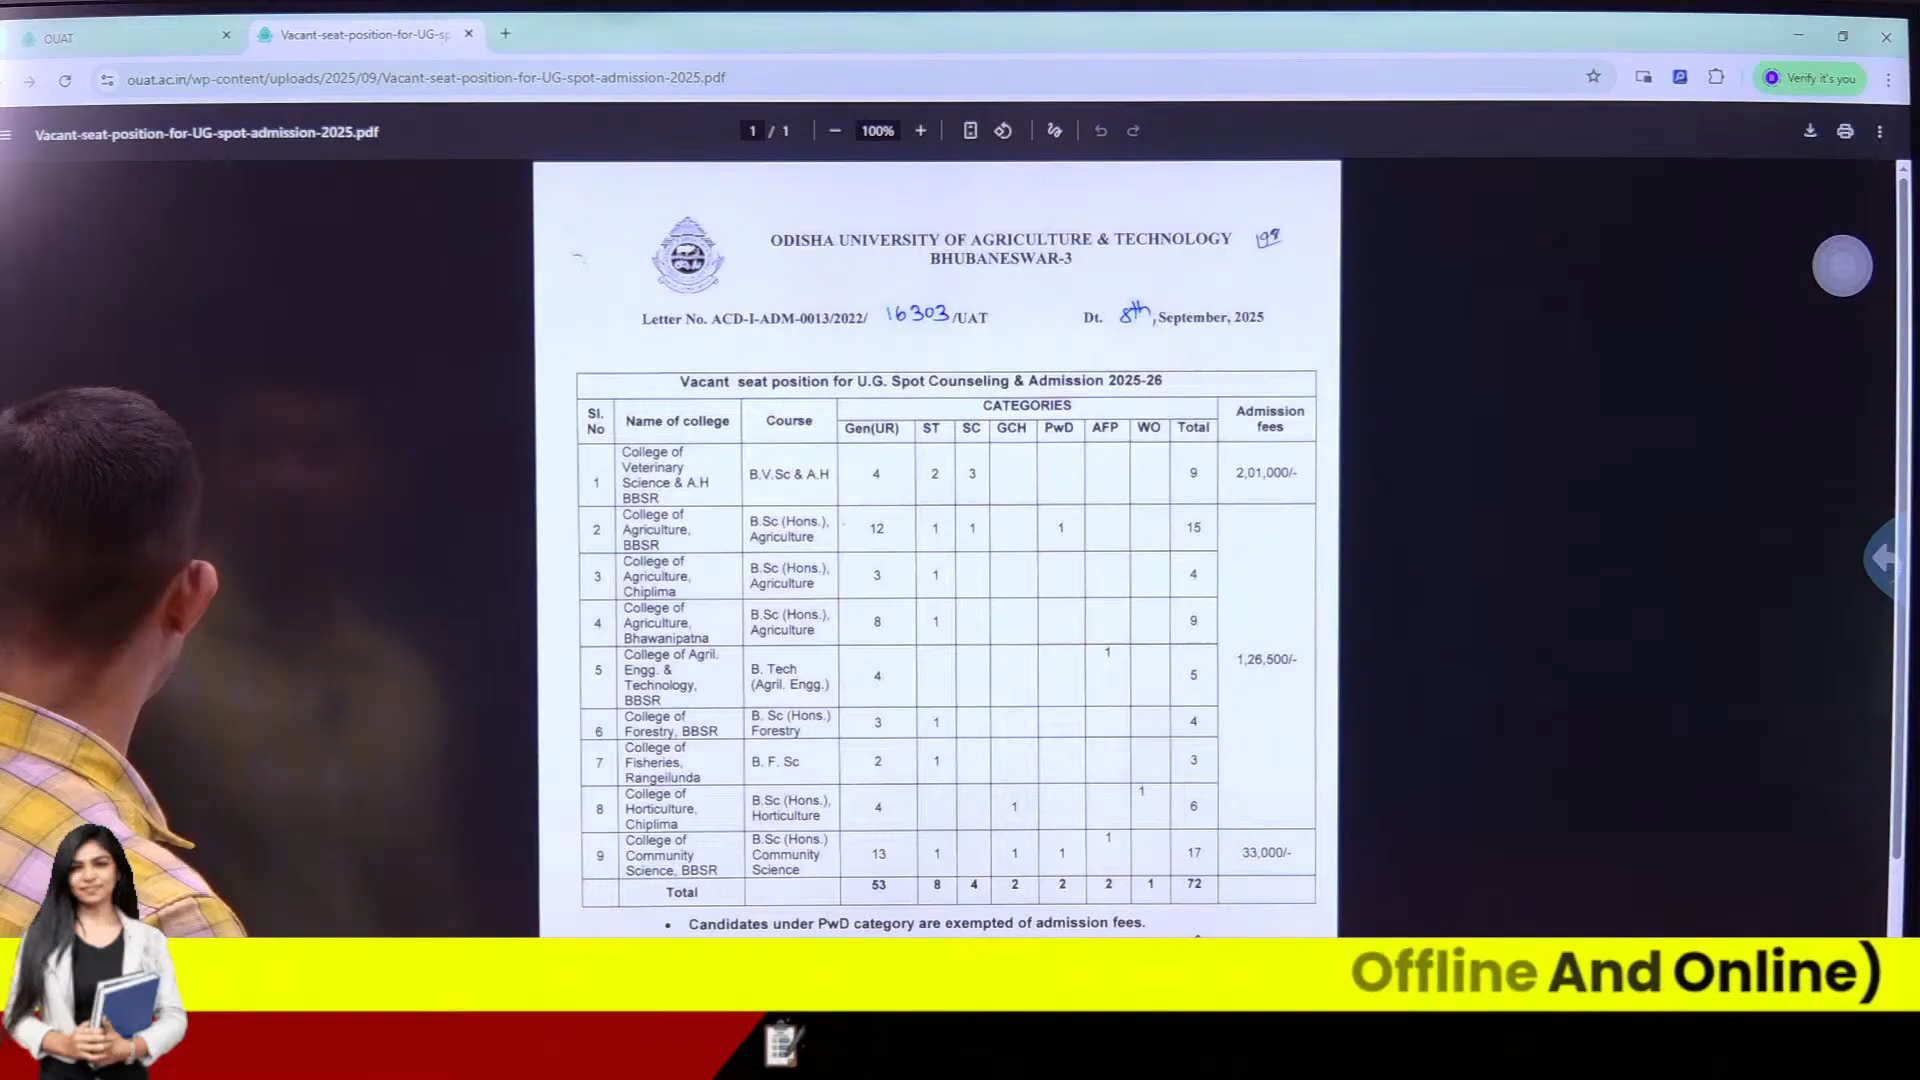 OUAT
Vacant-seat-position-for-UG-sp
Verify it's you
ouat.ac.in/wp-content/uploads/2025/09/Vacant-seat-position-for-UG-spot-admission-2025.pdf
Vacant-seat-position-for-UG-spot-admission-2025.pdf
1 / 1
100%
ODISHA UNIVERSITY OF AGRICULTURE & TECHNOLOGY
BHUBANESWAR-3
Letter No. ACD-I-ADM-0013/2022/ 16303/UAT Dt. 8th, September, 2025
Vacant seat position for U.G. Spot Counseling & Admission 2025-26
Sl. No Name of college Course CATEGORIES Admission fees
Gen(UR) ST SC GCH PwD AFP WO Total
1 College of Veterinary Science & A.H BBSR B.V.Sc & A.H 4 2 3 9 2,01,000/-
2 College of Agriculture, BBSR B.Sc (Hons.), Agriculture 12 1 1 1 15
3 College of Agriculture, Chiplima B.Sc (Hons.), Agriculture 3 1 4
4 College of Agriculture, Bhawanipatna B.Sc (Hons.), Agriculture 8 1 9
5 College of Agril. Engg. & Technology, BBSR B. Tech (Agril. Engg.) 4 1 5 1,26,500/-
6 College of Forestry, BBSR B. Sc (Hons.) Forestry 3 1 4
7 College of Fisheries, Rangeilunda B. F. Sc 2 1 3
8 College of Horticulture, Chiplima B.Sc (Hons.), Horticulture 4 1 1 6
9 College of Community Science, BBSR B.Sc (Hons.) Community Science 13 1 1 1 1 17 33,000/-
Total 53 8 4 2 2 2 1 72
• Candidates under PwD category are exempted of admission fees.
Offline And Online)